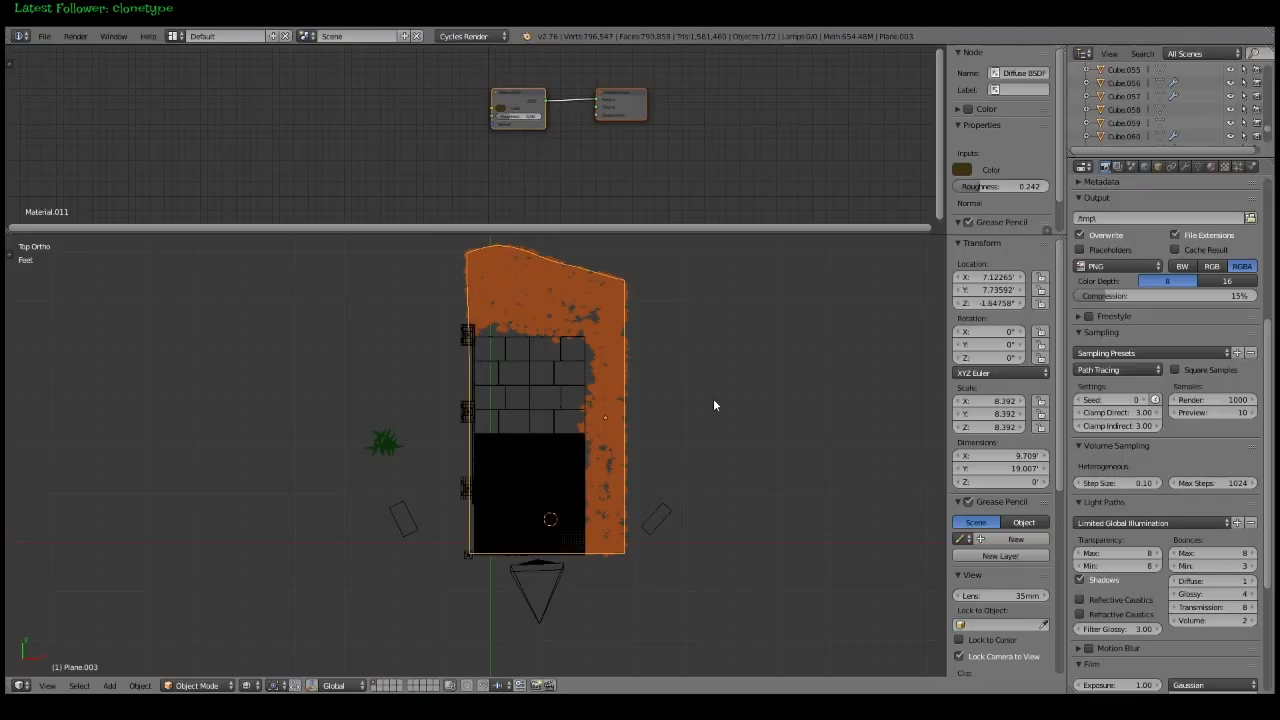 Latest Follower: clonetype
File Render Window Help Default Scene Cycles Render v2.76 | Verts:796,547 | Faces:790,858 | Tris:1,581,460 | Objects:1/72 | Lamps:0/0 | Mem:654.48M | Plane.003
Material.011
Node
Name: Diffuse BSDF
Label:
Color
Properties
Inputs:
Color
Roughness: 0.242
Normal
Grease Pencil
View Search All Scenes
Cube.055
Cube.056
Cube.057
Cube.058
Cube.059
Cube.060
Top Ortho
Feet
(1) Plane.003
View Select Add Object Object Mode Global
Transform
Location:
X: 7.12265'
Y: 7.73592'
Z: -1.64758"
Rotation:
X: 0°
Y: 0°
Z: 0°
XYZ Euler
Scale:
X: 8.392
Y: 8.392
Z: 8.392
Dimensions:
X: 9.709'
Y: 19.007'
Z: 0'
Grease Pencil
Scene Object
New
New Layer
View
Lens: 35mm
Lock to Object:
Lock to Cursor
Lock Camera to View
Clip:
Metadata
Output
/tmp\
Overwrite File Extensions
Placeholders Cache Result
PNG BW RGB RGBA
Color Depth: 8 16
Compression: 15%
Freestyle
Sampling
Sampling Presets
Path Tracing Square Samples
Settings: Samples:
Seed: 0 Render: 1000
Clamp Direct: 3.00 Preview: 10
Clamp Indirect: 3.00
Volume Sampling
Heterogeneous
Step Size: 0.10 Max Steps: 1024
Light Paths
Limited Global Illumination
Transparency: Bounces:
Max: 8 Max: 8
Min: 8 Min: 3
Shadows Diffuse: 1
Reflective Caustics Glossy: 4
Refractive Caustics Transmission: 8
Filter Glossy: 3.00 Volume: 2
Motion Blur
Film
Exposure: 1.00 Gaussian